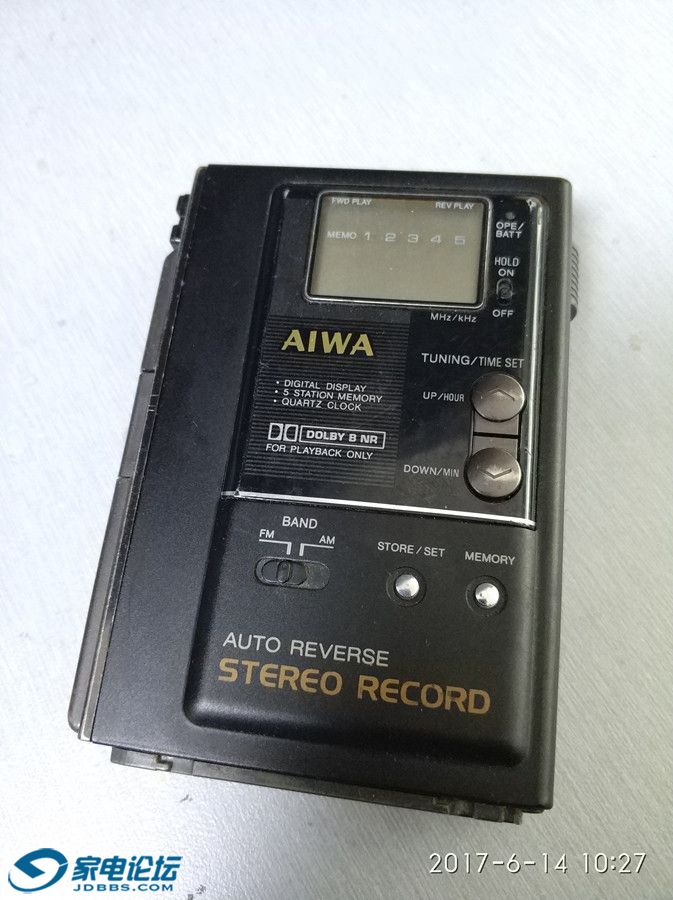 FWD PLAY REV PLAY
MEMO 1 2 3 4 5
OPE/
BATT
HOLD
ON
OFF
MHz/kHz
AIWA
TUNING/TIME SET
• DIGITAL DISPLAY
• 5 STATION MEMORY
• QUARTZ CLOCK
UP/HOUR
DOLBY B NR
FOR PLAYBACK ONLY
DOWN/MIN
BAND
FM AM
STORE/SET MEMORY
AUTO REVERSE
STEREO RECORD
家电论坛
JDBBS.COM
2017-6-14 10:27